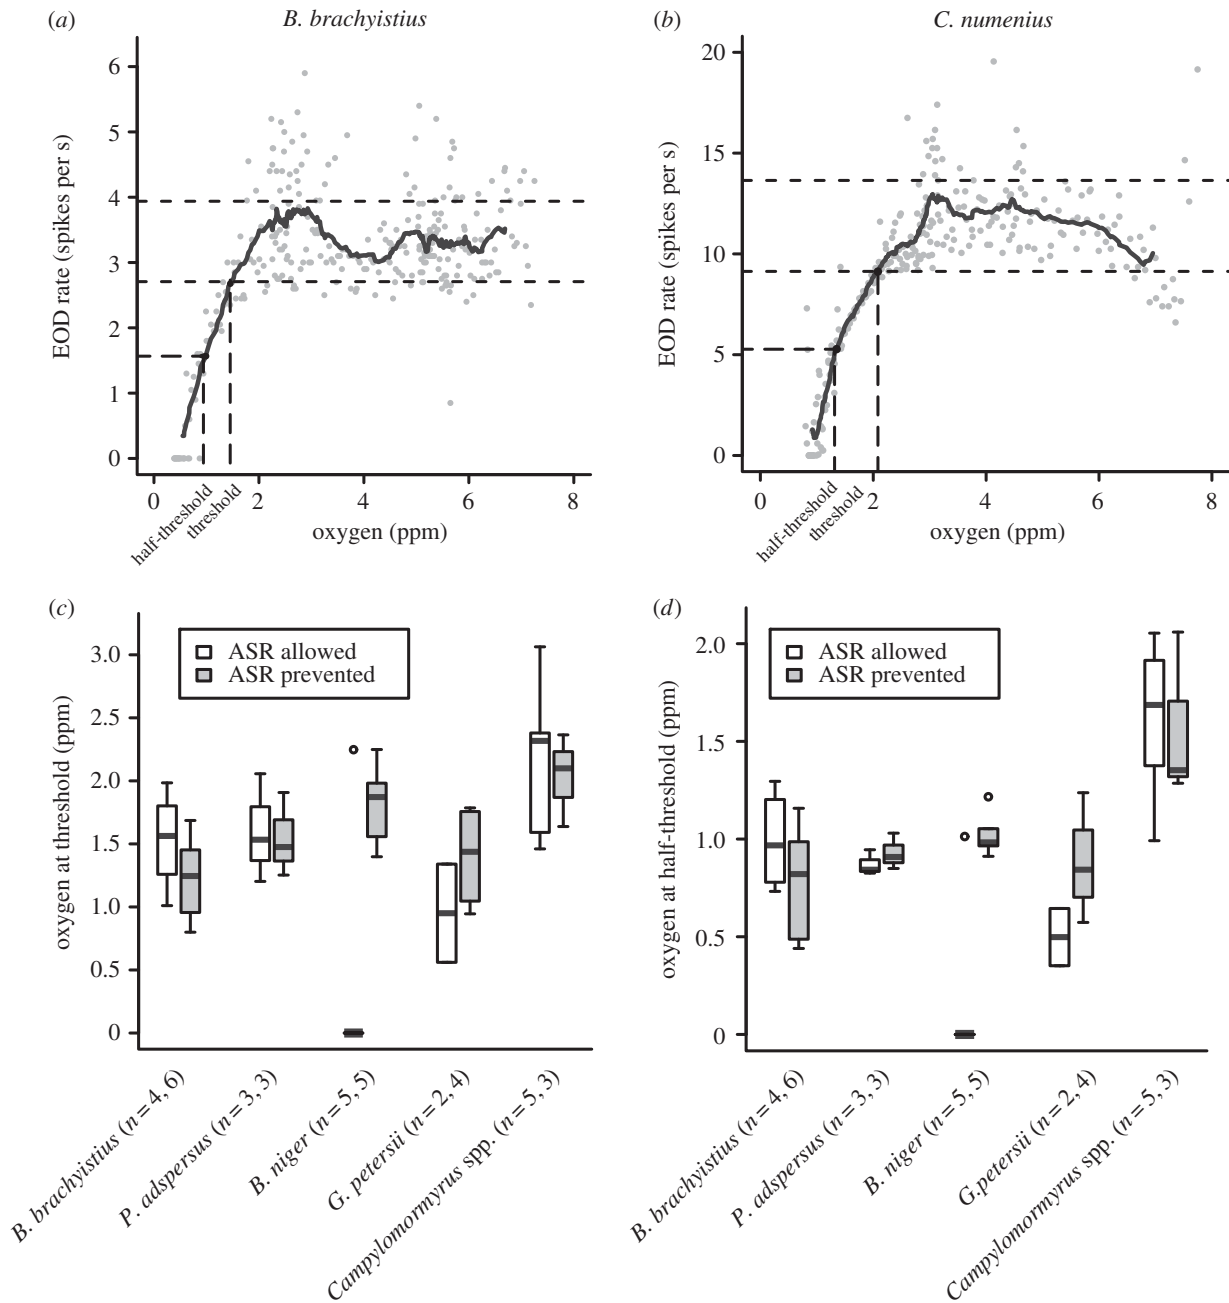 (a)
B. brachyistius
6
5
4
3
2
1
0
EOD rate (spikes per s)
0
2
4
6
8
half-threshold
threshold
oxygen (ppm)
(b)
C. numenius
20
15
10
5
0
EOD rate (spikes per s)
0
2
4
6
8
half-threshold
threshold
oxygen (ppm)
(c)
ASR allowed
ASR prevented
3.0
2.5
2.0
1.5
1.0
0.5
0
oxygen at threshold (ppm)
B. brachyistius (n = 4, 6)
P. adspersus (n = 3, 3)
B. niger (n = 5, 5)
G. petersii (n = 2, 4)
Campylomormyrus spp. (n = 5, 3)
(d)
ASR allowed
ASR prevented
2.0
1.5
1.0
0.5
0
oxygen at half-threshold (ppm)
B. brachyistius (n = 4, 6)
P. adspersus (n = 3, 3)
B. niger (n = 5, 5)
G.petersii (n = 2, 4)
Campylomormyrus spp. (n = 5, 3)